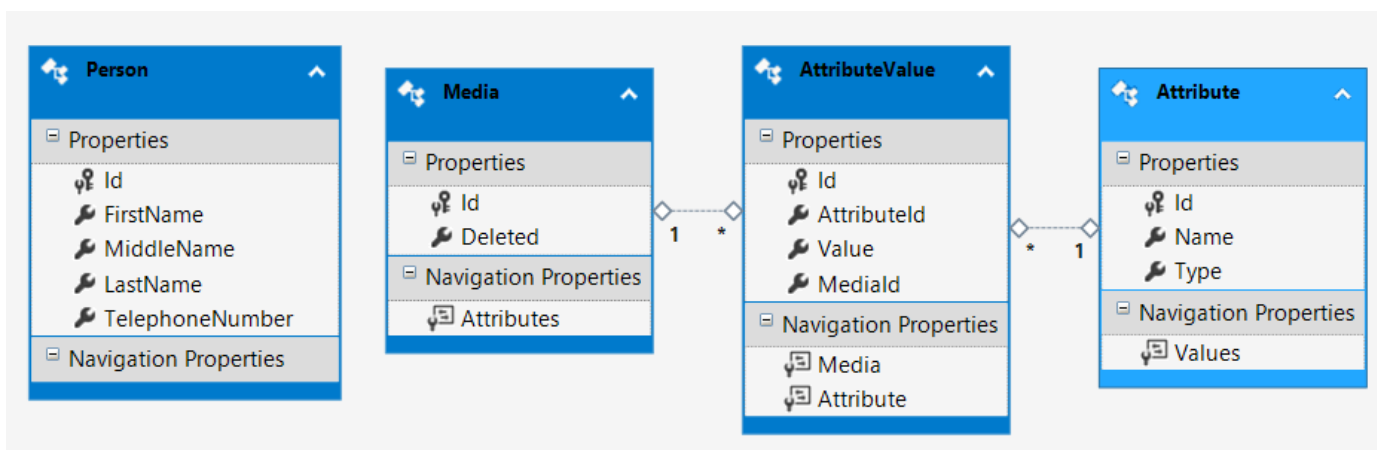 Person
Properties
Id
FirstName
MiddleName
LastName
TelephoneNumber
Navigation Properties
Media
Properties
Id
Deleted
Navigation Properties
Attributes
1 *
AttributeValue
Properties
Id
AttributeId
Value
MediaId
Navigation Properties
Media
Attribute
* 1
Attribute
Properties
Id
Name
Type
Navigation Properties
Values